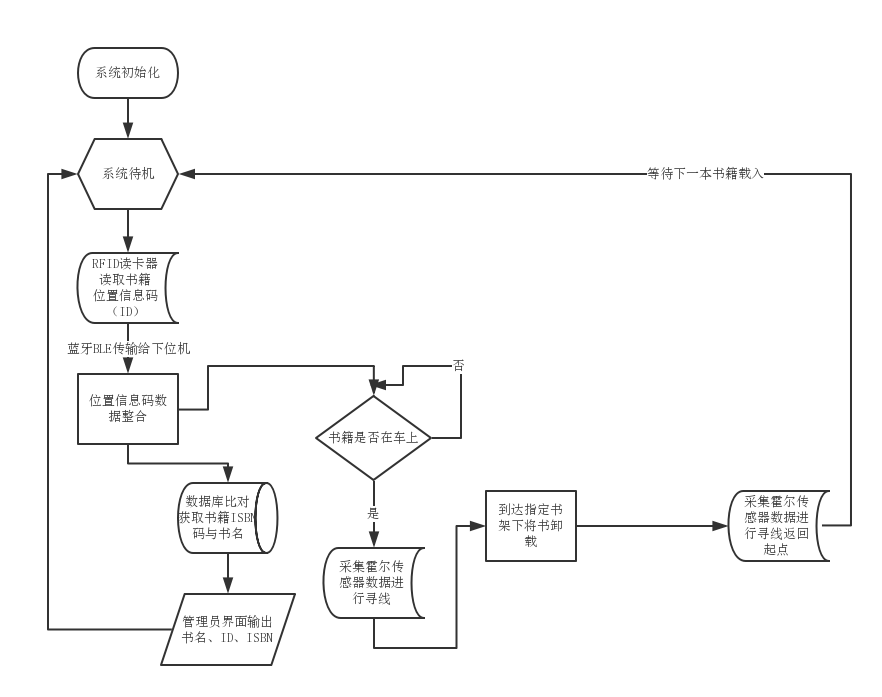 系统初始化
系统待机
等待下一本书籍载入
RFID读卡器
读取书籍
位置信息码
（ID）
蓝牙BLE传输给下位机
否
位置信息码数
据整合
书籍是否在车上
数据库比对
获取书籍ISBN
码与书名
是
到达指定书
架下将书卸
载
采集霍尔传
感器数据进
行寻线返回
起点
采集霍尔传
感器数据进
行寻线
管理员界面输出
书名、ID、ISBN